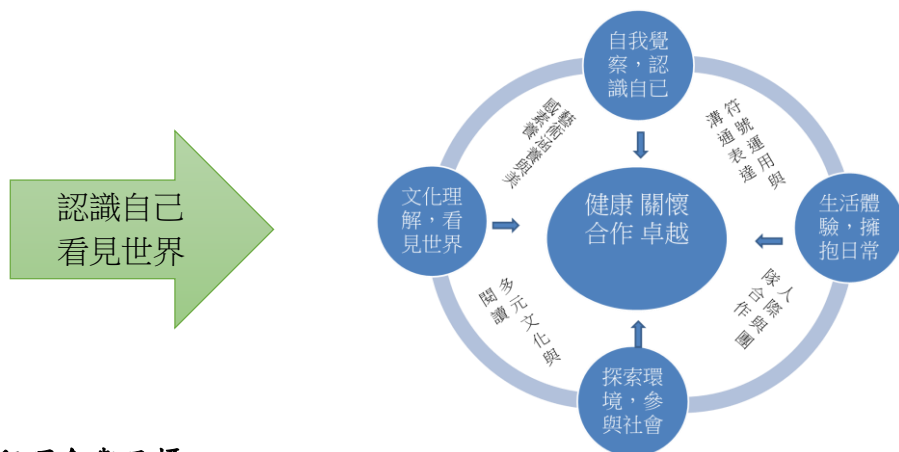 認識自己
看見世界
自我覺
察，認
識自已
藝術涵養與美
感素養
符號運用與
溝通表達
文化理
解，看
見世界
健康 關懷
合作 卓越
生活體
驗，擁
抱日常
多元文化與
閱讀
人際與團
隊合作
探索環
境，參
與社會